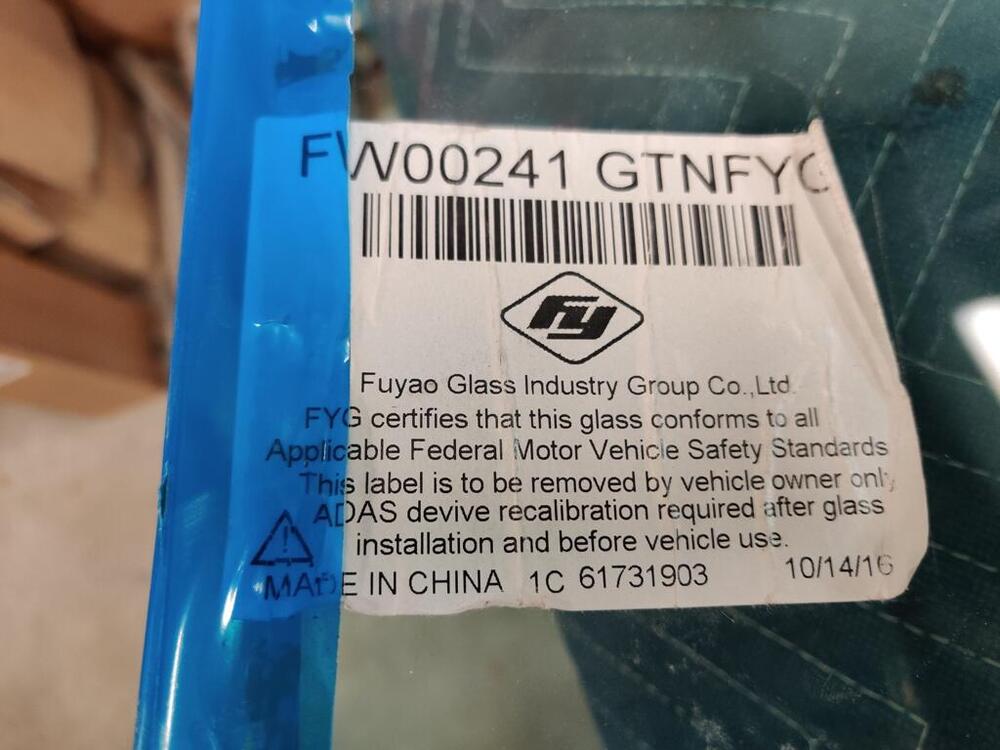 FW00241 GTNFYG
FY
Fuyao Glass Industry Group Co.,Ltd.
FYG certifies that this glass conforms to all
Applicable Federal Motor Vehicle Safety Standards
This label is to be removed by vehicle owner only
ADAS devive recalibration required after glass
installation and before vehicle use.
MADE IN CHINA 1C 61731903 10/14/16